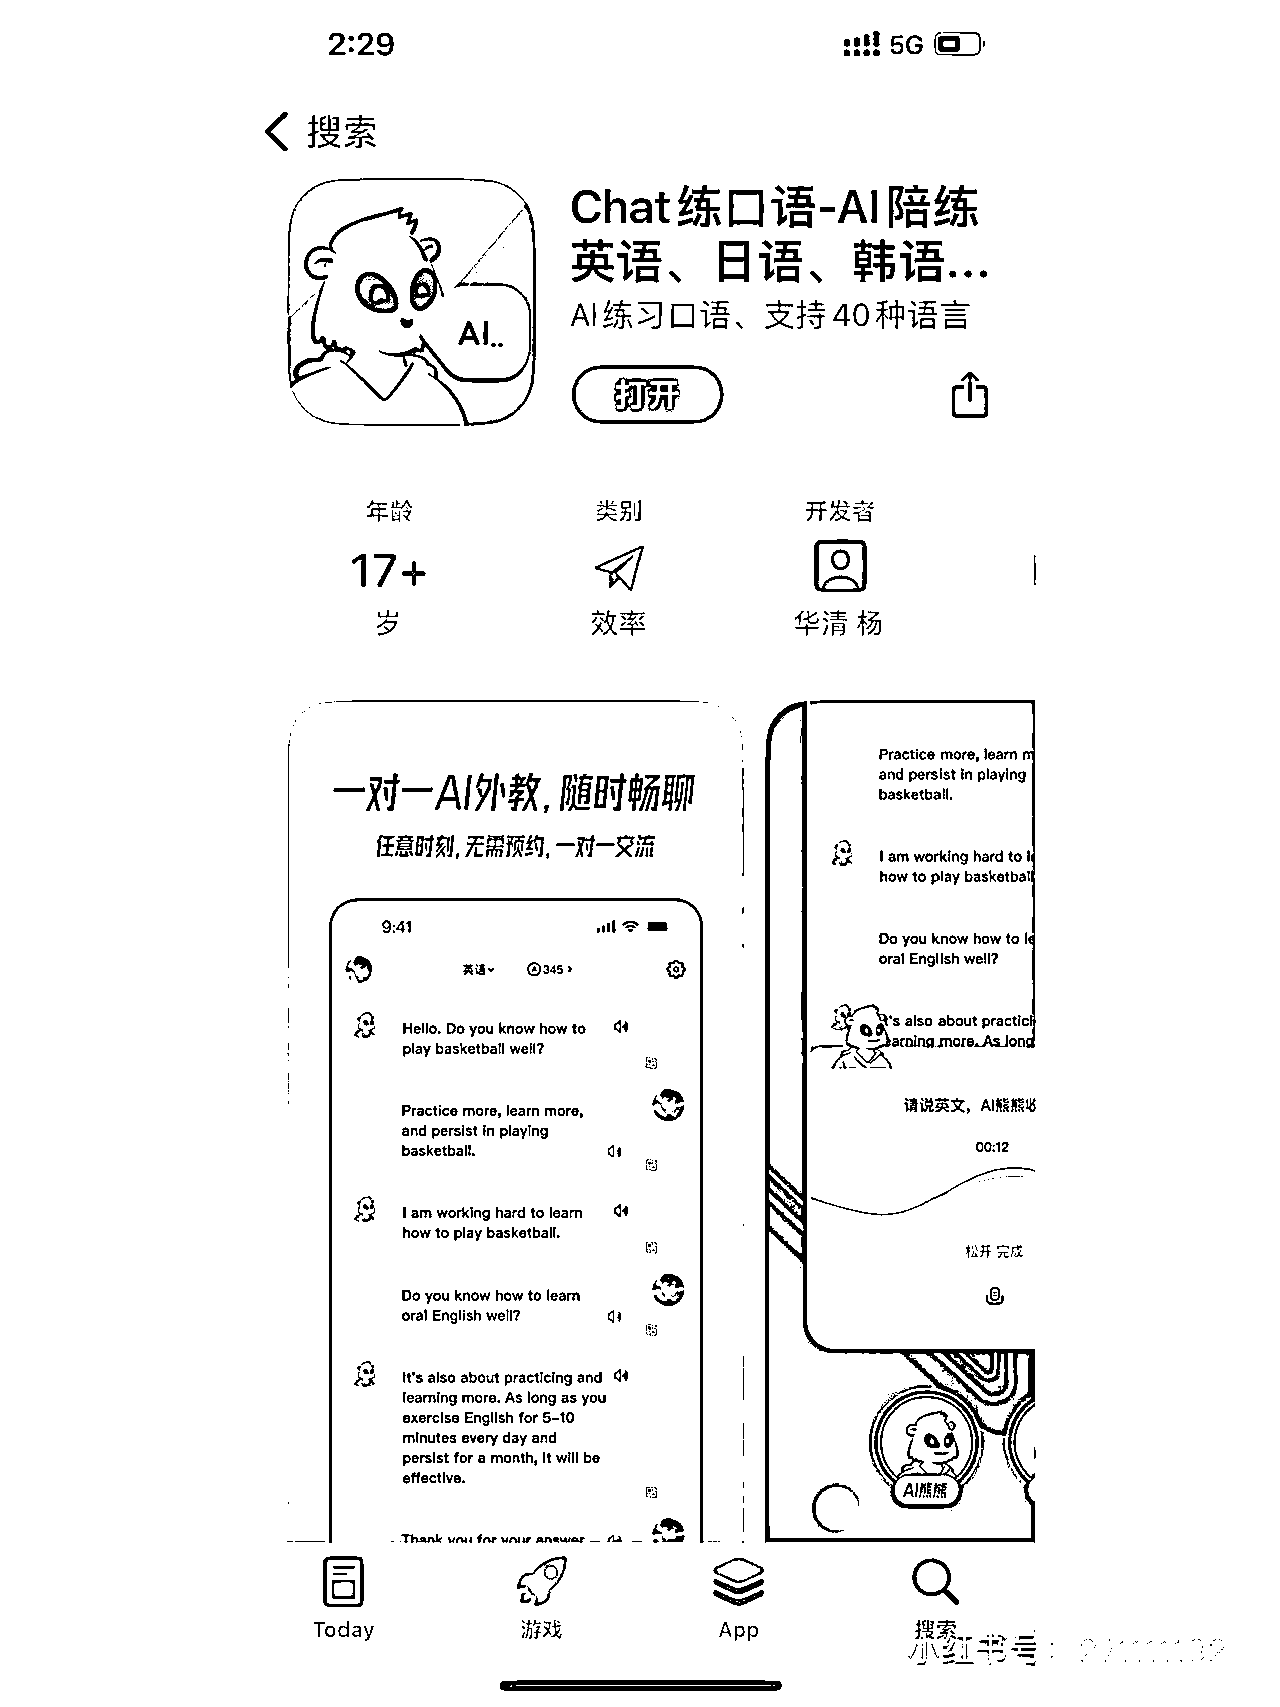 2:29
5G
搜索
Chat练口语-AI陪练
英语、日语、韩语...
AI练习口语、支持40种语言
AI..
打开
年龄
类别
开发者
17+
岁
效率
华清 杨
一对一AI外教, 随时畅聊
任意时刻, 无需预约, 一对一交流
9:41
英语
345
Hello. Do you know how to
play basketball well?
Practice more, learn more,
and persist in playing
basketball.
I am working hard to learn
how to play basketball.
Do you know how to learn
oral English well?
It's also about practicing and
learning more. As long as you
exercise English for 5-10
minutes every day and
persist for a month, it will be
effective.
Thank you for your answer
Practice more, learn m
and persist in playing
basketball.
I am working hard to
how to play basketball
Do you know how to le
oral English well?
's also about practici
earning more. As long
请说英文，AI熊熊
00:12
松开 完成
AI熊熊
Today
游戏
App
搜索
小红书号：